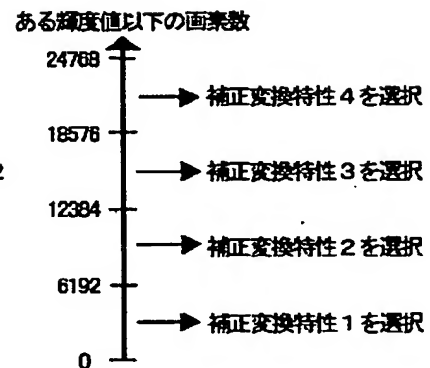 ある輝度値以下の画素数
24768
補正変換特性4を選択
18576
補正変換特性3を選択
12384
補正変換特性2を選択
6192
補正変換特性1を選択
0